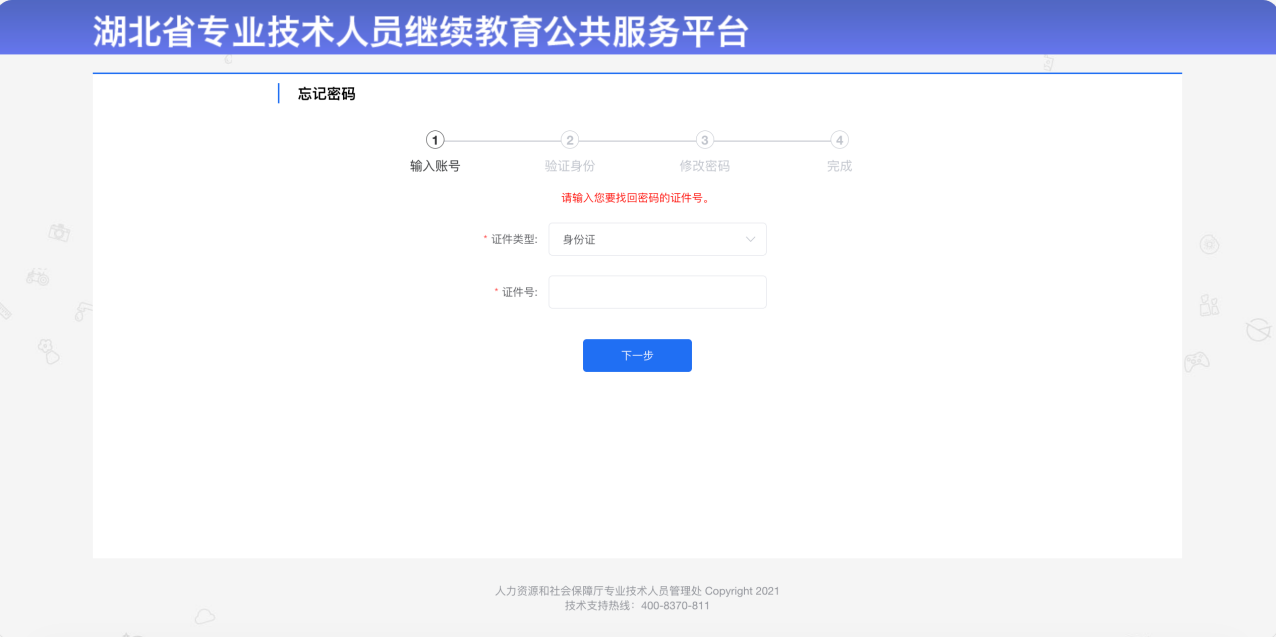 湖北省专业技术人员继续教育公共服务平台
忘记密码
1 2 3 4
输入账号 验证身份 修改密码 完成
请输入您要找回密码的证件号。
* 证件类型: 身份证
* 证件号:
下一步
人力资源和社会保障厅专业技术人员管理处 Copyright 2021
技术支持热线：400-8370-811